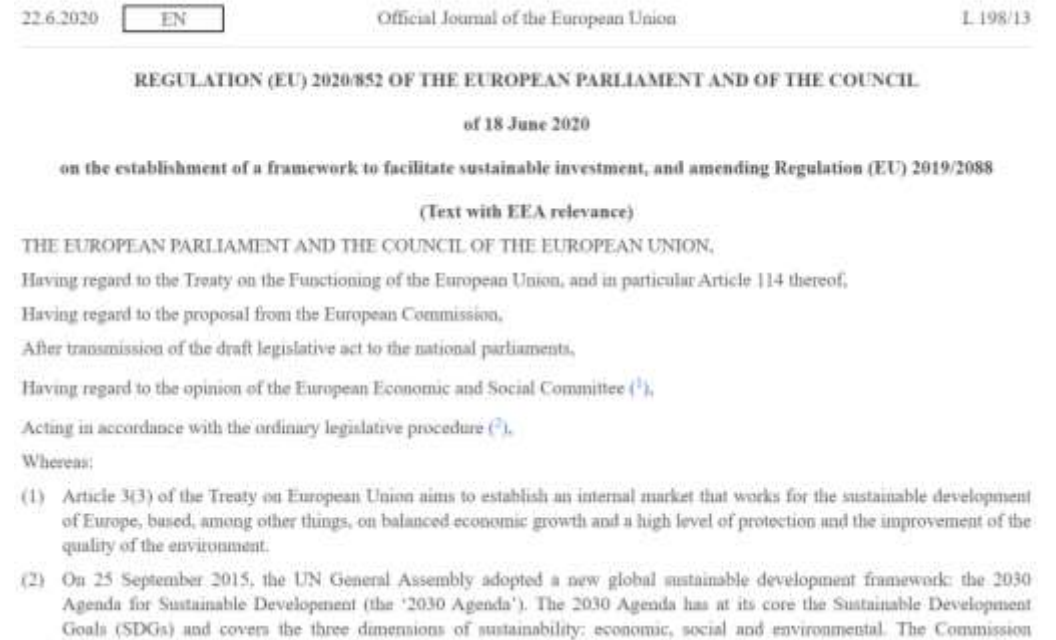 22.6.2020 EN Official Journal of the European Union L 198/13
REGULATION (EU) 2020/852 OF THE EUROPEAN PARLIAMENT AND OF THE COUNCIL
of 18 June 2020
on the establishment of a framework to facilitate sustainable investment, and amending Regulation (EU) 2019/2088
(Text with EEA relevance)
THE EUROPEAN PARLIAMENT AND THE COUNCIL OF THE EUROPEAN UNION,
Having regard to the Treaty on the Functioning of the European Union, and in particular Article 114 thereof,
Having regard to the proposal from the European Commission,
After transmission of the draft legislative act to the national parliaments,
Having regard to the opinion of the European Economic and Social Committee (1),
Acting in accordance with the ordinary legislative procedure (2),
Whereas:
(1) Article 3(3) of the Treaty on European Union aims to establish an internal market that works for the sustainable development
of Europe, based, among other things, on balanced economic growth and a high level of protection and the improvement of the
quality of the environment.
(2) On 25 September 2015, the UN General Assembly adopted a new global sustainable development framework: the 2030
Agenda for Sustainable Development (the ‘2030 Agenda’). The 2030 Agenda has at its core the Sustainable Development
Goals (SDGs) and covers the three dimensions of sustainability: economic, social and environmental. The Commission